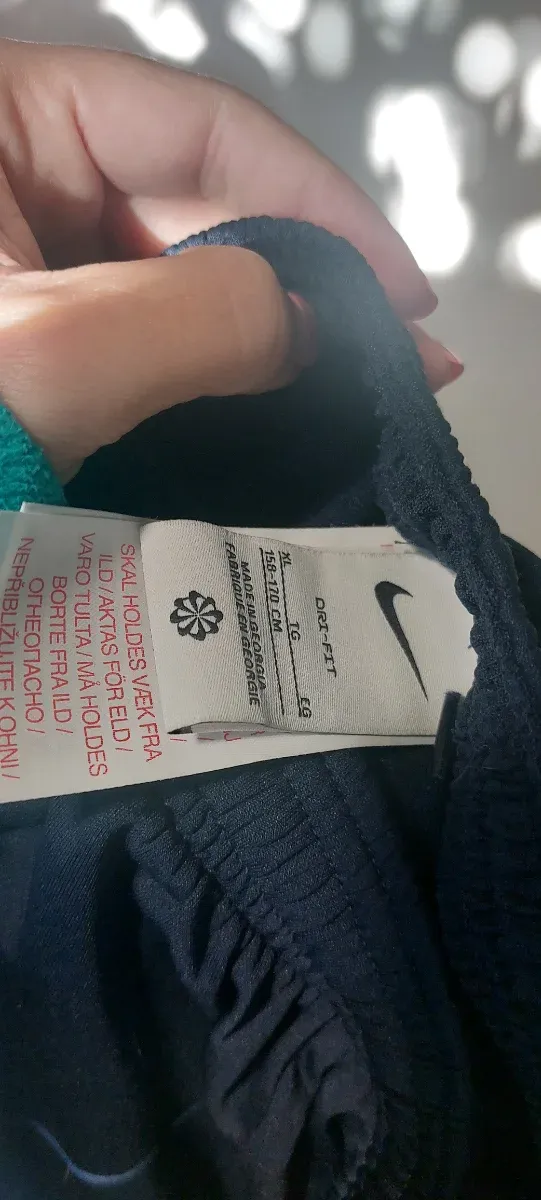 DRI-FIT
XL TG EG
158-170 CM
MADE IN GEORGIA
FABRIQUÉ EN GÉORGIE
SKAL HOLDES VÆK FRA
ILD / AKTAS FÖR ELD /
VARO TULTA / MÅ HOLDES
BORTE FRA ILD /
ОГНЕОПАСНО /
NEPŘIBLIŽUJTE K OHNI /